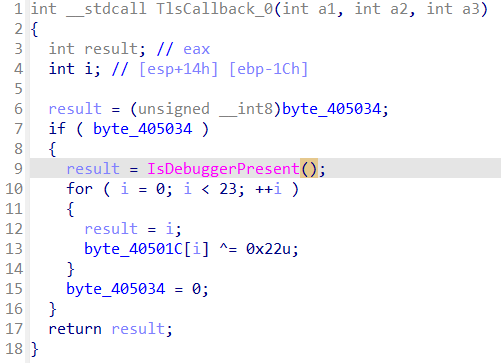 1 int __stdcall TlsCallback_0(int a1, int a2, int a3)
2 {
3   int result; // eax
4   int i; // [esp+14h] [ebp-1Ch]
5
6   result = (unsigned __int8)byte_405034;
7   if ( byte_405034 )
8   {
9     result = IsDebuggerPresent();
10     for ( i = 0; i < 23; ++i )
11     {
12       result = i;
13       byte_40501C[i] ^= 0x22u;
14     }
15     byte_405034 = 0;
16   }
17   return result;
18 }